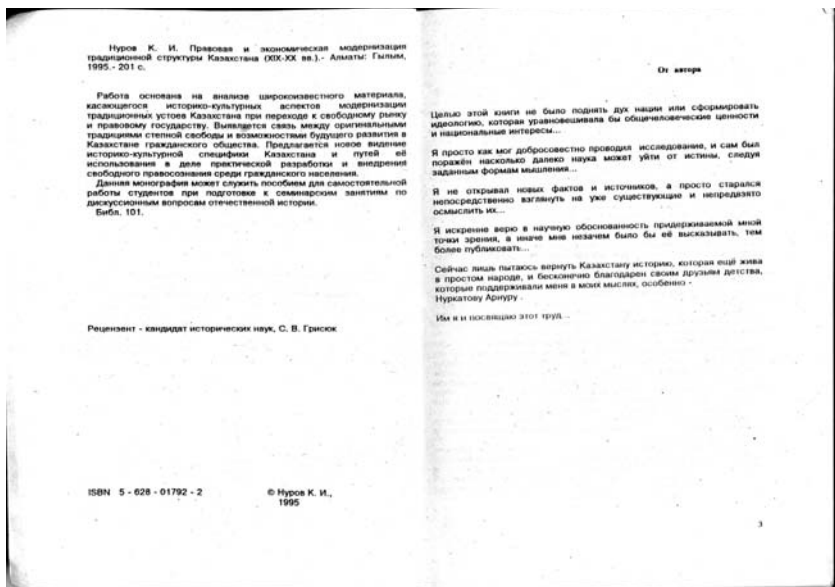 Нуров К. И. Правовая и экономическая модернизация
традиционной структуры Казахстана (XIX-XX вв.).- Алматы: Гылым,
1995.- 201 с.
Работа основана на анализе широкоизвестного материала,
касающегося историко-культурных аспектов модернизации
традиционных устоев Казахстана при переходе к свободному рынку
и правовому государству. Выявляется связь между оригинальными
традициями степной свободы и возможностями будущего развития в
Казахстане гражданского общества. Предлагается новое видение
историко-культурной специфики Казахстана и путей её
использования в деле практической разработки и внедрения
свободного правосознания среди гражданского населения.
Данная монография может служить пособием для самостоятельной
работы студентов при подготовке к семинарским занятиям по
дискуссионным вопросам отечественной истории.
Библ. 101.
Рецензент - кандидат исторических наук, С. В. Грисюк
ISBN 5 - 628 - 01792 - 2
© Нуров К. И.,
1995
От автора
Целью этой книги не было поднять дух нации или сформировать
идеологию, которая уравновешивала бы общечеловеческие ценности
и национальные интересы...
Я просто как мог добросовестно проводил исследование, и сам был
поражён насколько далеко наука может уйти от истины, следуя
заданным формам мышления...
Я не открывал новых фактов и источников, а просто старался
непосредственно взглянуть на уже существующие и непредвзято
осмыслить их...
Я искренне верю в научную обоснованность придерживаемой мной
точки зрения, а иначе мне незачем было бы её высказывать, тем
более публиковать...
Сейчас лишь пытаюсь вернуть Казахстану историю, которая ещё жива
в простом народе, и бесконечно благодарен своим друзьям детства,
которые поддерживали меня в моих мыслях, особенно -
Нуркатову Арнуру .
Им я и посвящаю этот труд...
3